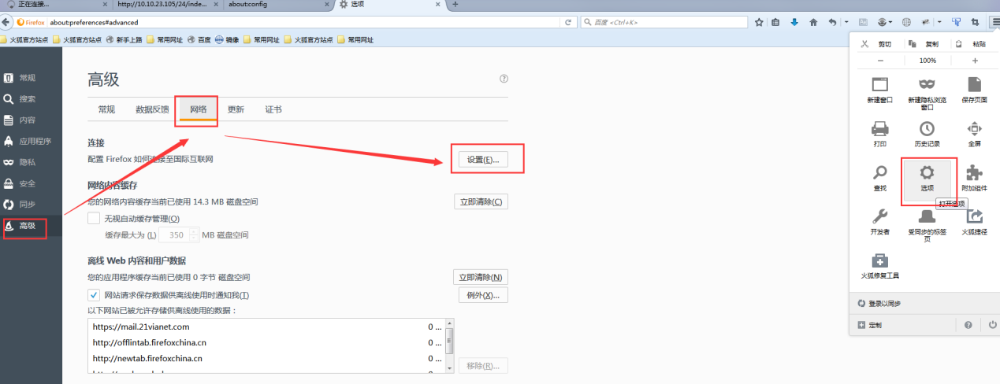 正在连接...
http://10.10.23.105/24/inde...
about:config
选项
Firefox
about:preferences#advanced
百度 <Ctrl+K>
火狐官方站点 火狐官方站点 新手上路 常用网址 百度 镜像 常用网址 火狐官方站点 常用网址
常规
搜索
内容
应用程序
隐私
安全
同步
高级
高级
常规 数据反馈 网络 更新 证书
连接
配置 Firefox 如何连接至国际互联网
设置(E)...
网络内容缓存
您的网络内容缓存当前已使用 14.3 MB 磁盘空间
立即清除(C)
无视自动缓存管理(O)
缓存最大为 (L) 350 MB 磁盘空间
离线 Web 内容和用户数据
您的应用程序缓存当前已使用 0 字节 磁盘空间
立即清除(N)
网站请求保存数据供离线使用时通知我(T)
例外(X)...
以下网站已被允许存储供离线使用的数据：
https://mail.21vianet.com 0 ...
http://offlintab.firefoxchina.cn 0 ...
http://newtab.firefoxchina.cn 0 ...
移除(R)...
剪切 复制 粘贴
− 100% +
新建窗口
新建隐私浏览
窗口
保存页面
打印
历史记录
全屏
查找
选项
附加组件
打开选项
开发者
受同步的标签
页
火狐捷径
火狐修复工具
登录以同步
定制